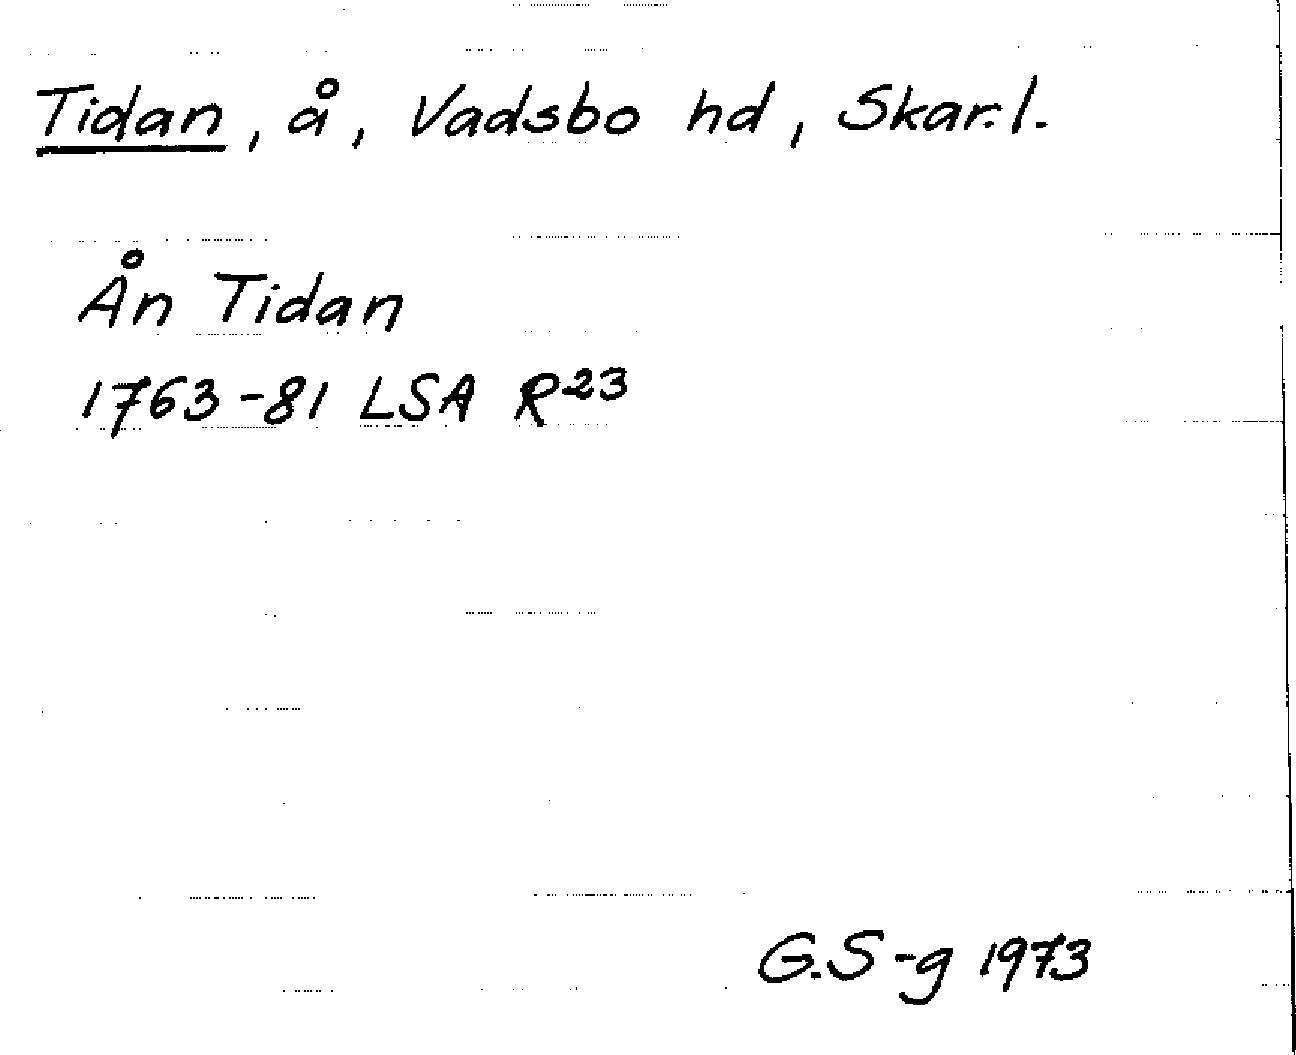 Tidan, å, Vadsbo hd, Skar.l.
Ån Tidan
1763-81 LSA R23
G.S-g 1973